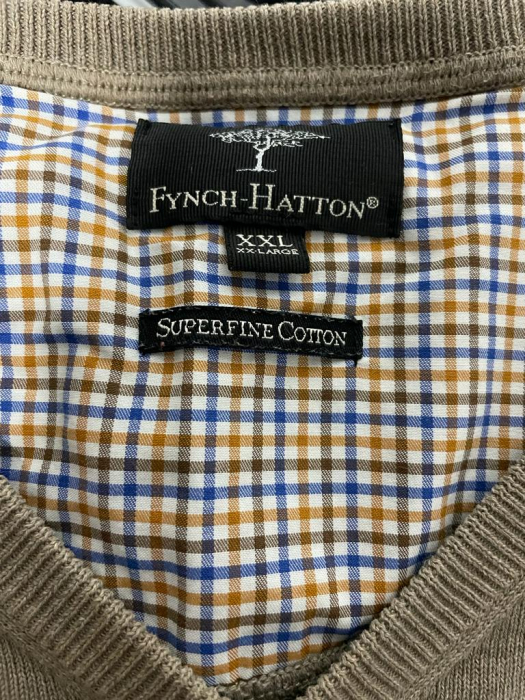 FYNCH-HATTON®
XXL
XX-LARGE
SUPERFINE COTTON